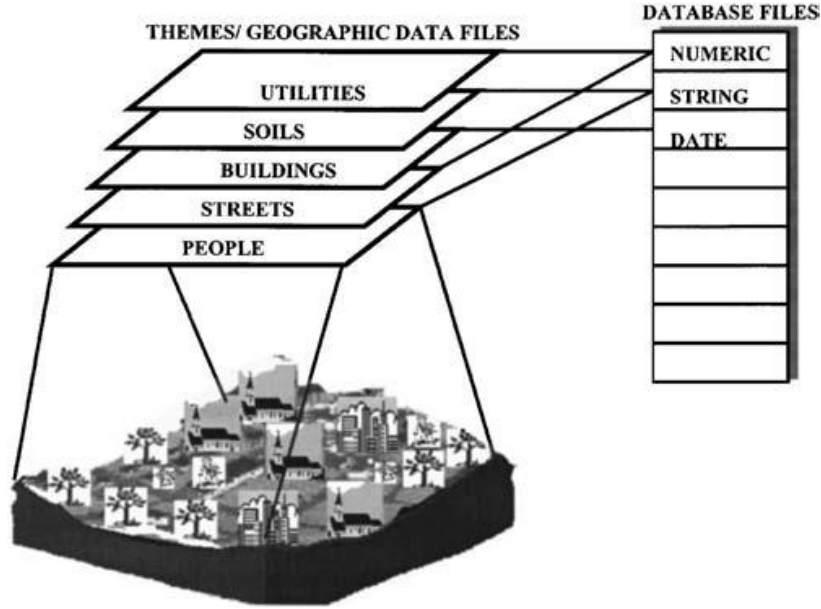 DATABASE FILES
THEMES/ GEOGRAPHIC DATA FILES
NUMERIC
UTILITIES
STRING
SOILS
DATE
BUILDINGS
STREETS
PEOPLE